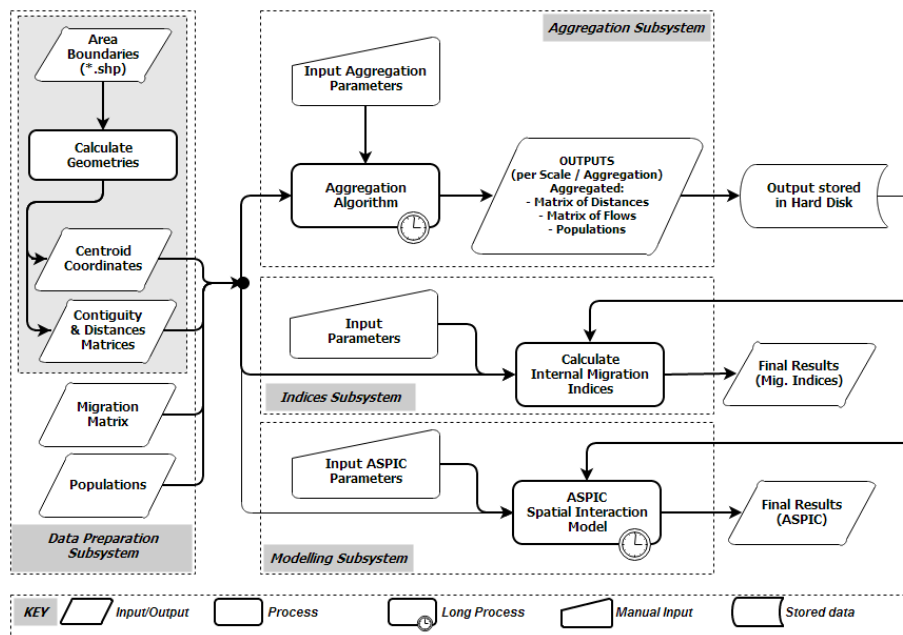 Area
Boundaries
(*.shp)
Calculate
Geometries
Centroid
Coordinates
Contiguity
& Distances
Matrices
Migration
Matrix
Populations
Data Preparation
Subsystem
Aggregation Subsystem
Input Aggregation
Parameters
Aggregation
Algorithm
OUTPUTS
(per Scale / Aggregation)
Aggregated:
- Matrix of Distances
- Matrix of Flows
- Populations
Output stored
in Hard Disk
Input
Parameters
Calculate
Internal Migration
Indices
Final Results
(Mig. Indices)
Indices Subsystem
Input ASPIC
Parameters
ASPIC
Spatial Interaction
Model
Final Results
(ASPIC)
Modelling Subsystem
KEY
Input/Output
Process
Long Process
Manual Input
Stored data